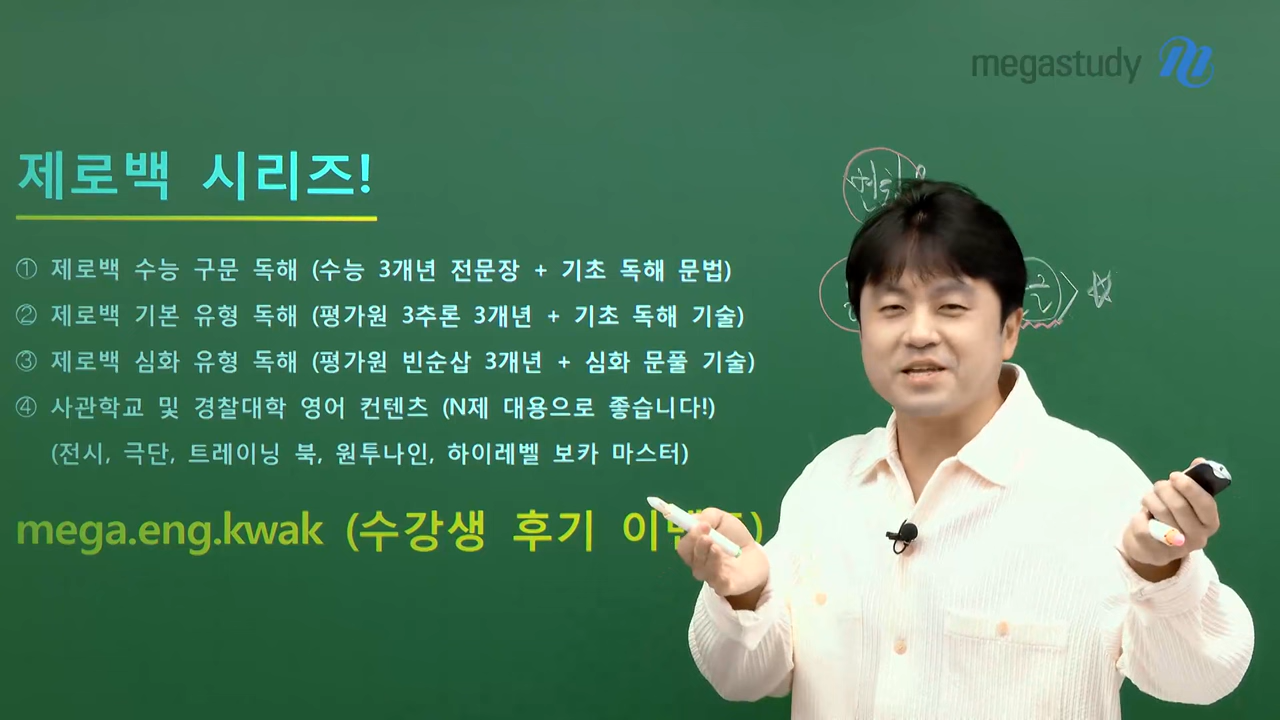 megastudy
제로백 시리즈!
① 제로백 수능 구문 독해 (수능 3개년 전문장 + 기초 독해 문법)
② 제로백 기본 유형 독해 (평가원 3추론 3개년 + 기초 독해 기술)
③ 제로백 심화 유형 독해 (평가원 빈순삽 3개년 + 심화 문풀 기술)
④ 사관학교 및 경찰대학 영어 컨텐츠 (N제 대용으로 좋습니다!)
(전시, 극단, 트레이닝 북, 원투나인, 하이레벨 보카 마스터)
mega.eng.kwak (수강생 후기